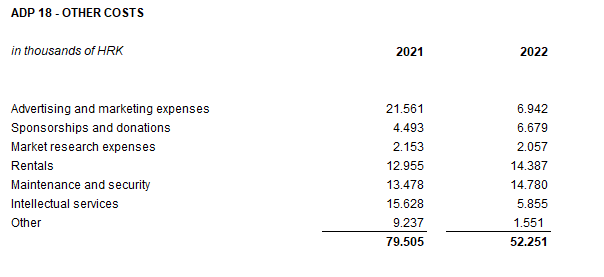 ADP 18 - OTHER COSTS
in thousands of HRK 2021 2022
Advertising and marketing expenses 21.561 6.942
Sponsorships and donations 4.493 6.679
Market research expenses 2.153 2.057
Rentals 12.955 14.387
Maintenance and security 13.478 14.780
Intellectual services 15.628 5.855
Other 9.237 1.551
79.505 52.251